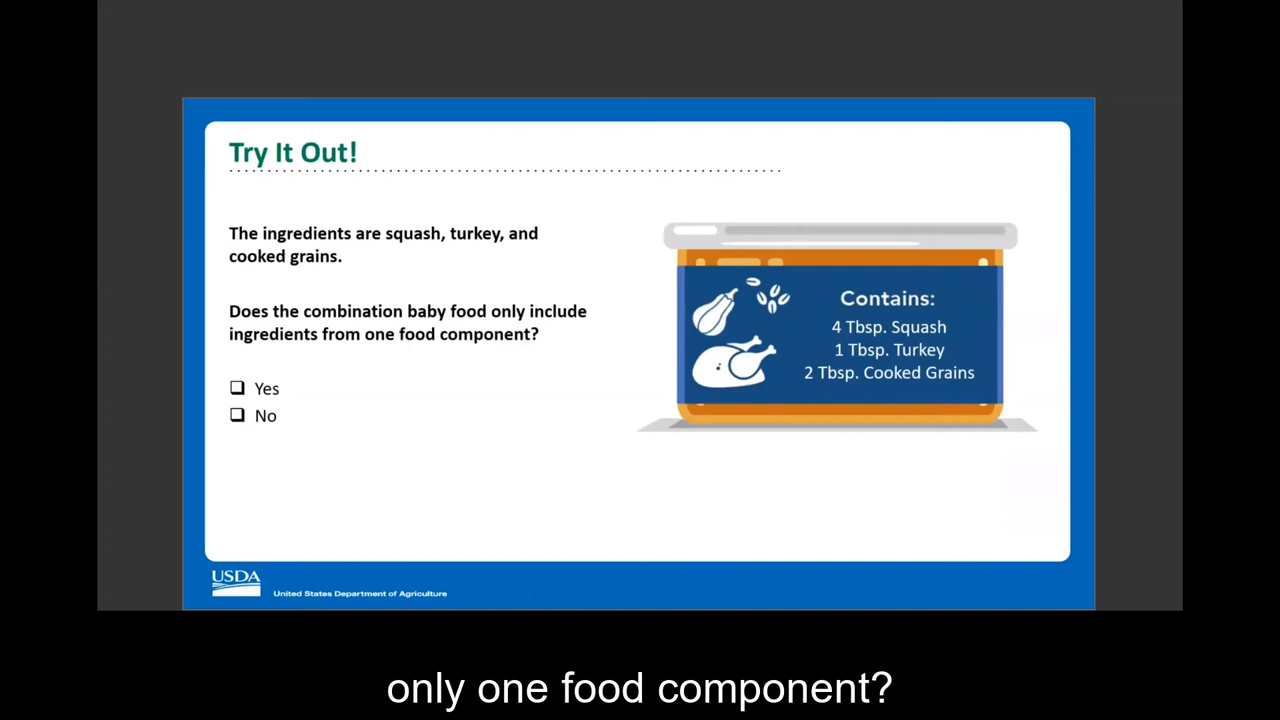 Try It Out!
The ingredients are squash, turkey, and
cooked grains.
Does the combination baby food only include
ingredients from one food component?
Yes
No
Contains:
4 Tbsp. Squash
1 Tbsp. Turkey
2 Tbsp. Cooked Grains
USDA
United States Department of Agriculture
only one food component?